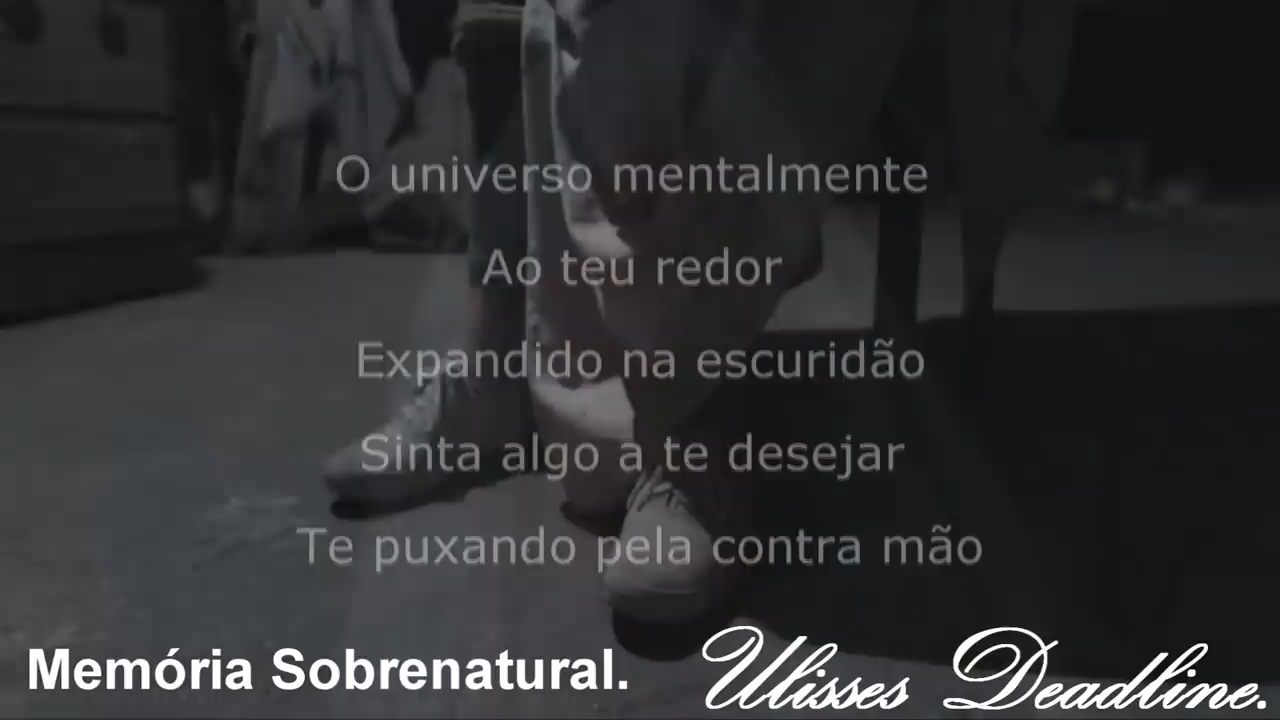 O universo mentalmente
Ao teu redor
Expandido na escuridão
Sinta algo a te desejar
Te puxando pela contra mão
Memória Sobrenatural.
Ulisses Deadline.